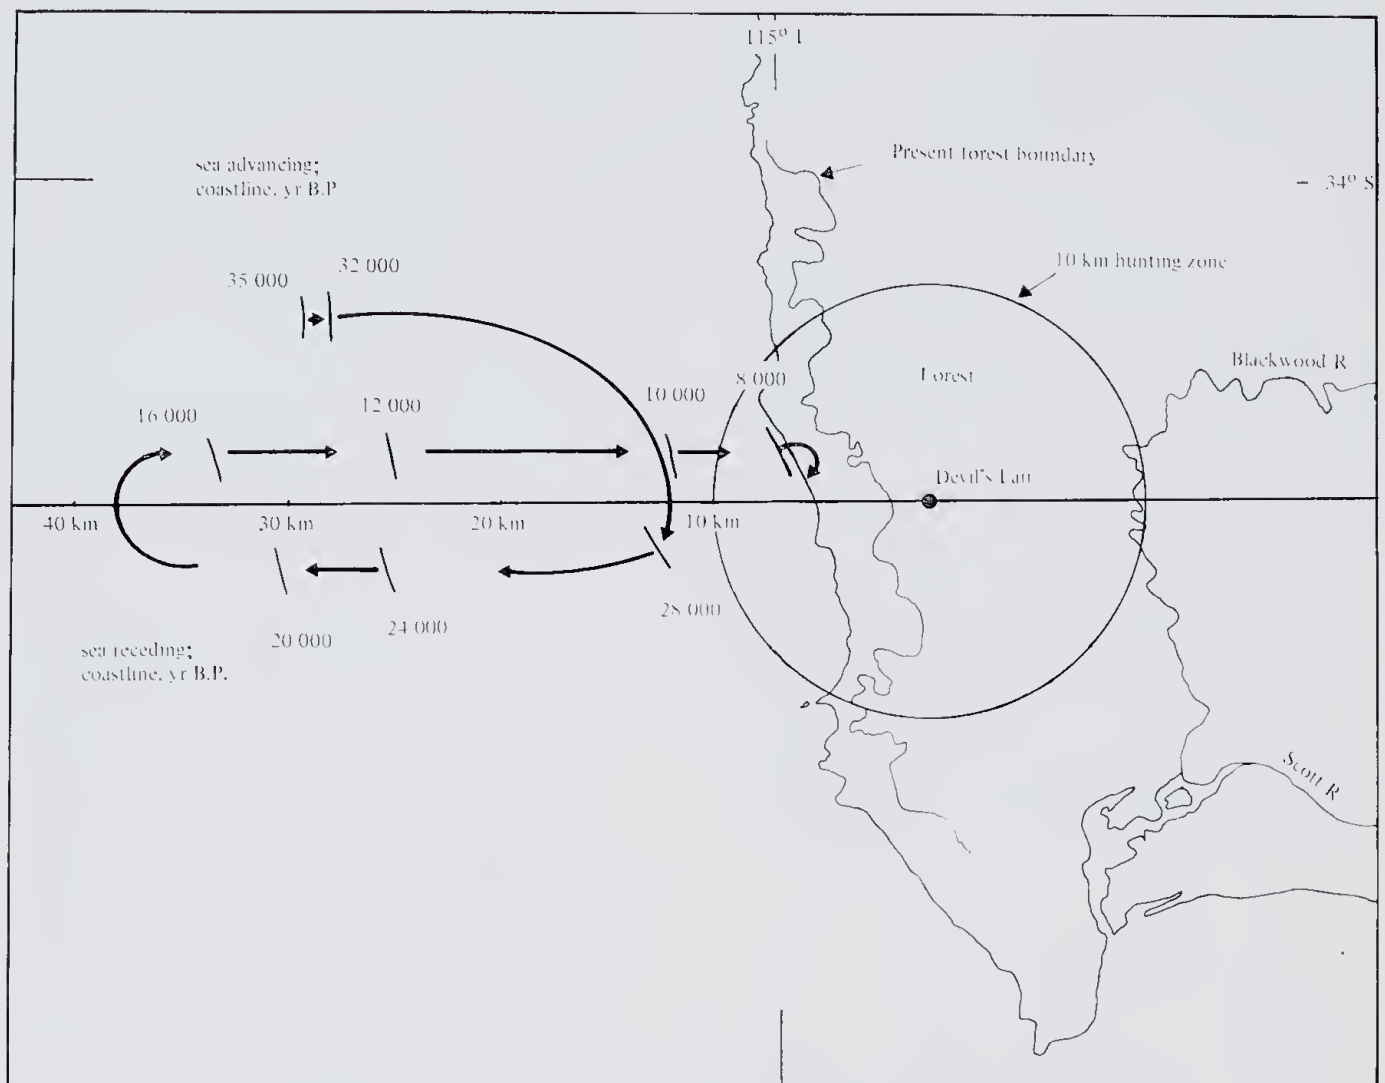 115°
sea advancing;
coastline, yr B.P
Present forest boundary
34° S
35 000
32 000
10 km hunting zone
Blackwood R
16 000
12 000
10 000
8 000
Forest
Devil's Lair
40 km
30 km
20 km
10 km
20 000
24 000
28 000
sea receding;
coastline, yr B.P.
Scott R